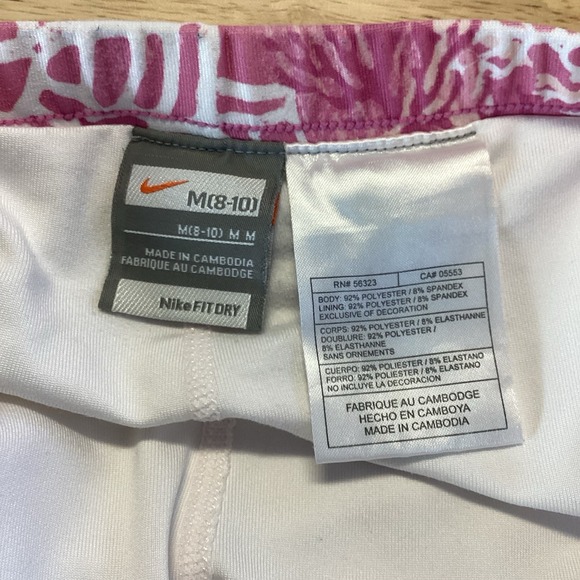 M(8-10)
M(8-10) M M
MADE IN CAMBODIA
FABRIQUE AU CAMBODGE
Nike FIT DRY
RN# 56323 CA# 05553
BODY: 92% POLYESTER / 8% SPANDEX
LINING: 92% POLYESTER / 8% SPANDEX
EXCLUSIVE OF DECORATION
CORPS: 92% POLYESTER / 8% ELASTHANNE
DOUBLURE: 92% POLYESTER /
8% ELASTHANNE
SANS ORNEMENTS
CUERPO: 92% POLIESTER / 8% ELASTANO
FORRO: 92% POLIESTER / 8% ELASTANO
NO INCLUYE LA DECORACION
FABRIQUE AU CAMBODGE
HECHO EN CAMBOYA
MADE IN CAMBODIA